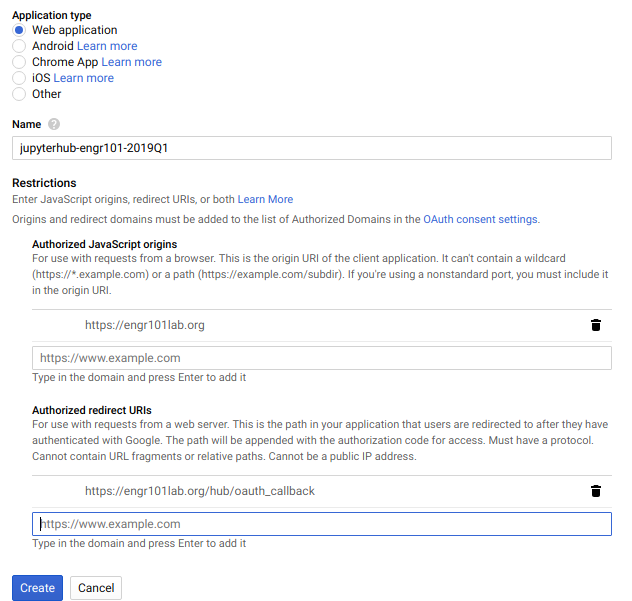 Application type
Web application
Android Learn more
Chrome App Learn more
iOS Learn more
Other
Name ?
jupyterhub-engr101-2019Q1
Restrictions
Enter JavaScript origins, redirect URIs, or both Learn More
Origins and redirect domains must be added to the list of Authorized Domains in the OAuth consent settings.
Authorized JavaScript origins
For use with requests from a browser. This is the origin URI of the client application. It can't contain a wildcard
(https://*.example.com) or a path (https://example.com/subdir). If you're using a nonstandard port, you must include it
in the origin URI.
https://engr101lab.org
https://www.example.com
Type in the domain and press Enter to add it
Authorized redirect URIs
For use with requests from a web server. This is the path in your application that users are redirected to after they have
authenticated with Google. The path will be appended with the authorization code for access. Must have a protocol.
Cannot contain URL fragments or relative paths. Cannot be a public IP address.
https://engr101lab.org/hub/oauth_callback
https://www.example.com
Type in the domain and press Enter to add it
Create Cancel